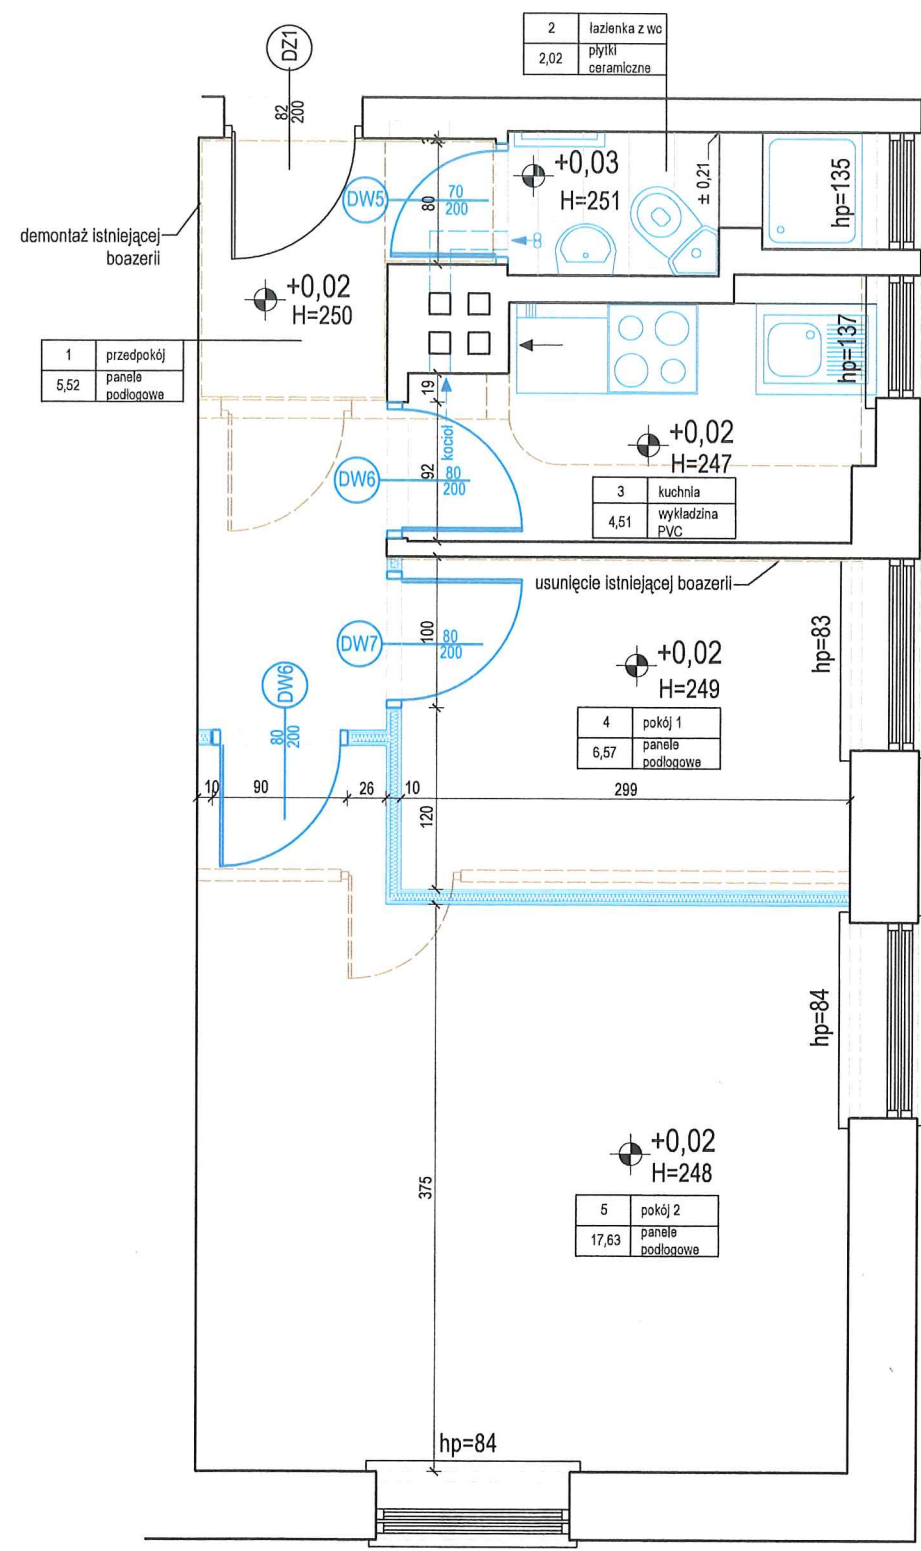 DZ1
82
200
2 łazienka z wc
2,02 płytki
ceramiczne
+0,03
H=251
± 0,21
hp=135
DW5
70
200
80
8
demontaż istniejącej
boazerii
+0,02
H=250
1 przedpokój
5,52 panele
podłogowe
hp=137
19
kocioł
92
DW6
80
200
+0,02
H=247
3 kuchnia
4,51 wykładzina
PVC
usunięcie istniejącej boazerii
100
DW7
80
200
+0,02
H=249
hp=83
4 pokój 1
6,57 panele
podłogowe
DW6
80
200
10 90 26 10 299
120
hp=84
375
+0,02
H=248
5 pokój 2
17,63 panele
podłogowe
hp=84